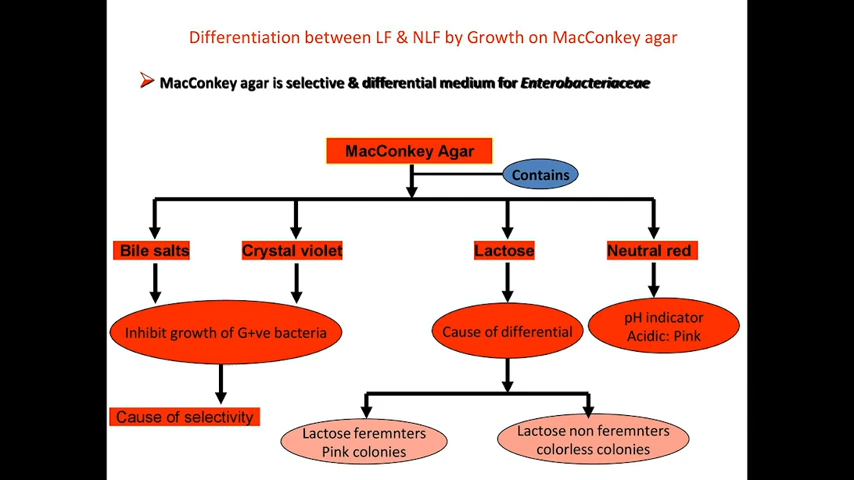 Differentiation between LF & NLF by Growth on MacConkey agar
MacConkey agar is selective & differential medium for Enterobacteriaceae
MacConkey Agar
Contains
Bile salts
Crystal violet
Lactose
Neutral red
Inhibit growth of G+ve bacteria
Cause of differential
pH indicator
Acidic: Pink
Cause of selectivity
Lactose feremnters
Pink colonies
Lactose non feremnters
colorless colonies